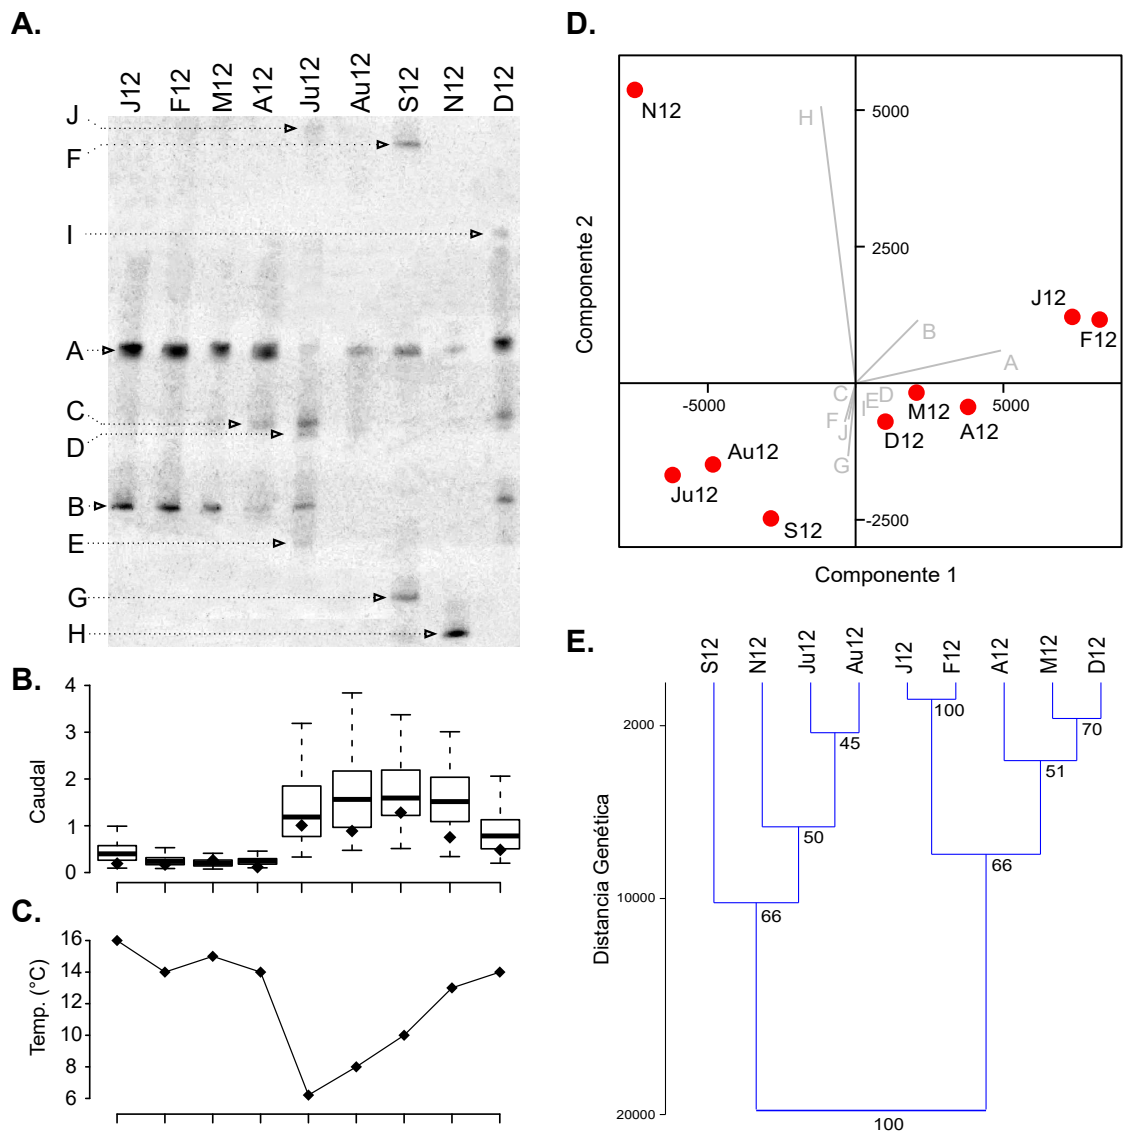 A.
J12 F12 M12 A12 Ju12 Au12 S12 N12 D12
J
F
I
A
C
D
B
E
G
H
B.
Caudal
4
3
2
1
0
C.
Temp. (°C)
16
14
12
10
8
6
D.
Componente 2
N12
5000
H
2500
J12
B
F12
A
-5000
5000
C
E
D
I
F
J
G
M12
A12
D12
Au12
Ju12
S12
-2500
Componente 1
E.
S12 N12 Ju12 Au12 J12 F12 A12 M12 D12
Distancia Genética
2000
10000
20000
100
70
45
51
50
66
66
100